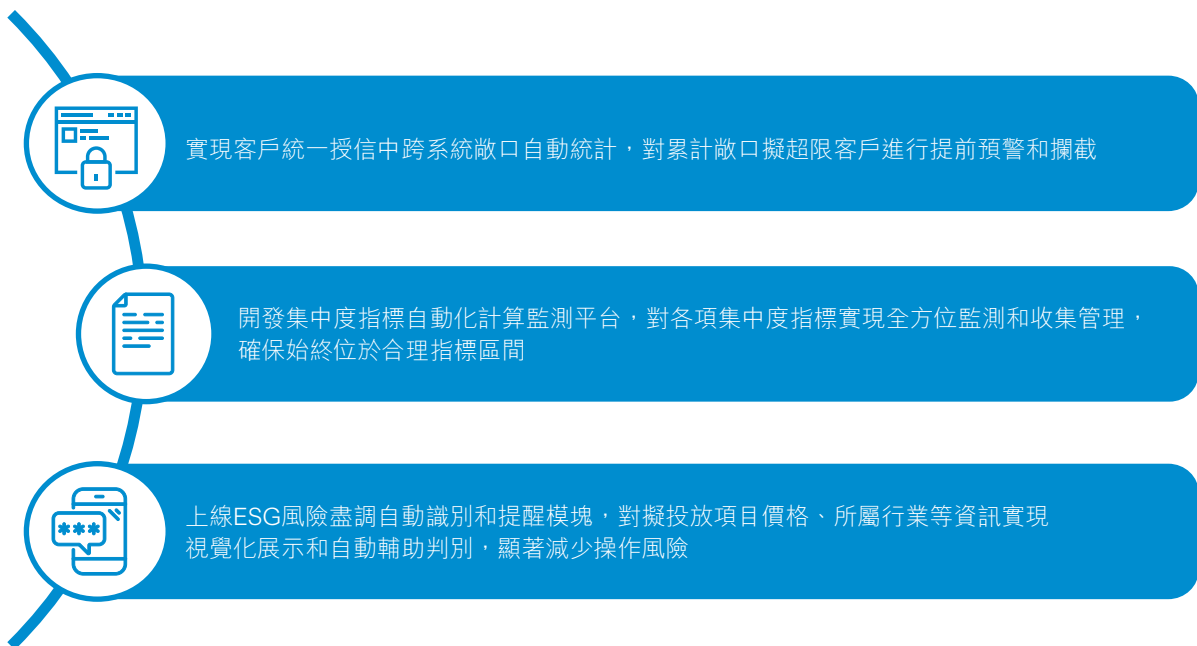 實現客戶統一授信中跨系統敞口自動統計，對累計敞口擬超限客戶進行提前預警和攔截
開發集中度指標自動化計算監測平台，對各項集中度指標實現全方位監測和收集管理，
確保始終位於合理指標區間
上線ESG風險盡調自動識別和提醒模塊，對擬投放項目價格、所屬行業等資訊實現
視覺化展示和自動輔助判別，顯著減少操作風險